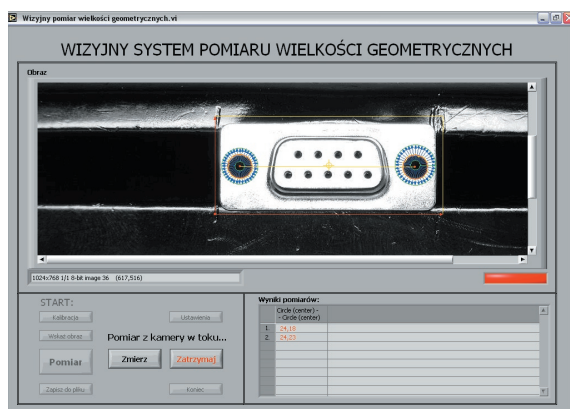 Wizyjny pomiar wielkości geometrycznych.vi
WIZYJNY SYSTEM POMIARU WIELKOŚCI GEOMETRYCZNYCH
Obraz
1024x768 1/1 8-bit image 36 (617,516)
START:
Kalibracja
Ustawienia
Wskaż obraz
Pomiar z kamery w toku...
Pomiar
Zmierz
Zatrzymaj
Zapisz do pliku
Koniec
Wyniki pomiarów:
Circle (center) -
- Circle (center)
1. 24,18
2. 24,23